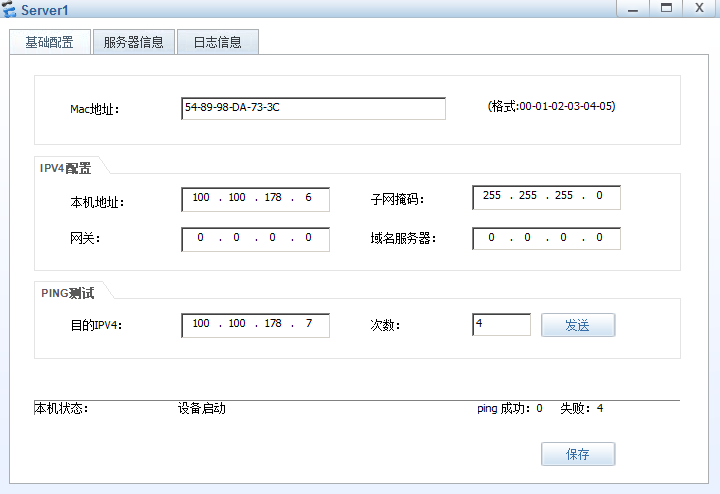 Server1
基础配置 服务器信息 日志信息
Mac地址： 54-89-98-DA-73-3C (格式:00-01-02-03-04-05)
IPV4配置
本机地址： 100 . 100 . 178 . 6 子网掩码： 255 . 255 . 255 . 0
网关： 0 . 0 . 0 . 0 域名服务器： 0 . 0 . 0 . 0
PING测试
目的IPV4： 100 . 100 . 178 . 7 次数： 4 发送
本机状态： 设备启动 ping 成功：0 失败：4
保存